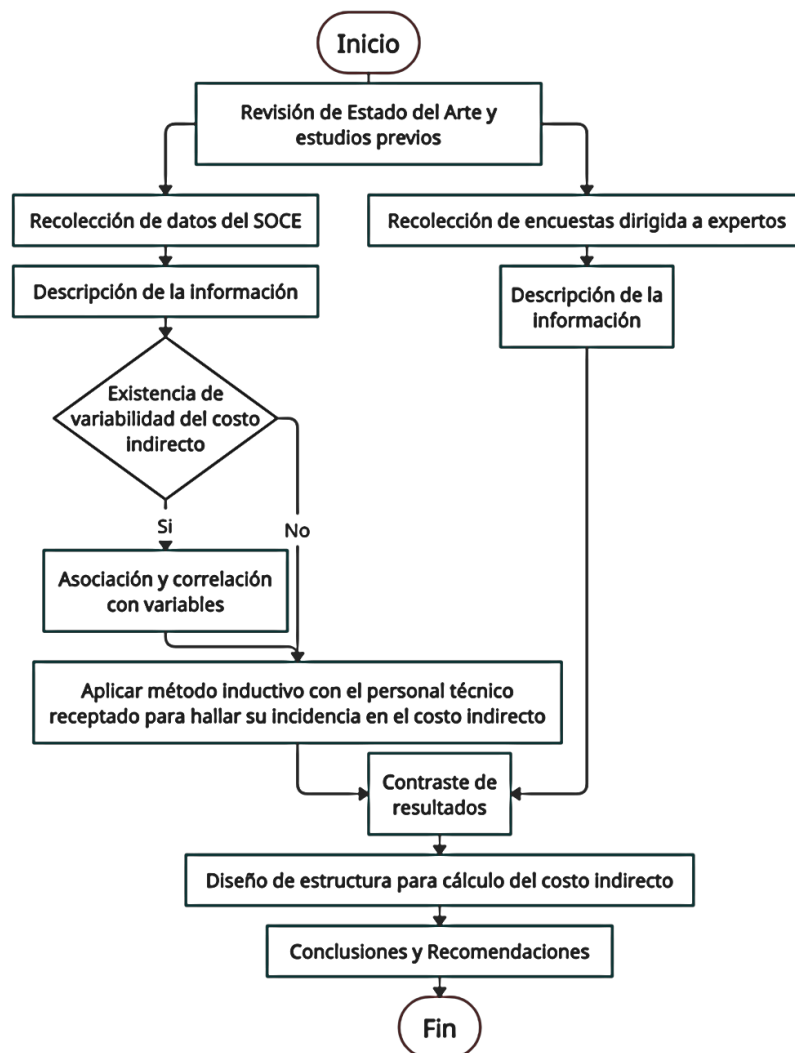 Inicio
Revisión de Estado del Arte y
estudios previos
Recolección de datos del SOCE
Recolección de encuestas dirigida a expertos
Descripción de la información
Descripción de la
información
Existencia de
variabilidad del costo
indirecto
Si
No
Asociación y correlación
con variables
Aplicar método inductivo con el personal técnico
receptado para hallar su incidencia en el costo indirecto
Contraste de
resultados
Diseño de estructura para cálculo del costo indirecto
Conclusiones y Recomendaciones
Fin